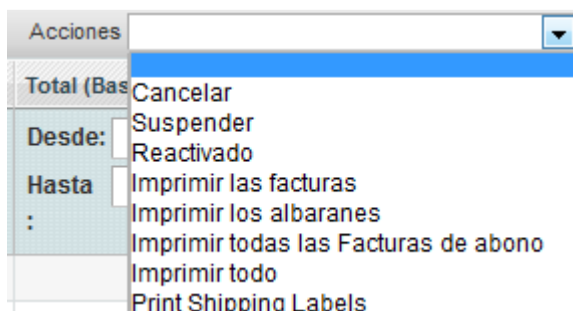 Acciones
Total (Bas
Cancelar
Desde:
Suspender
Reactivado
Hasta
:
Imprimir las facturas
Imprimir los albaranes
Imprimir todas las Facturas de abono
Imprimir todo
Print Shipping Labels